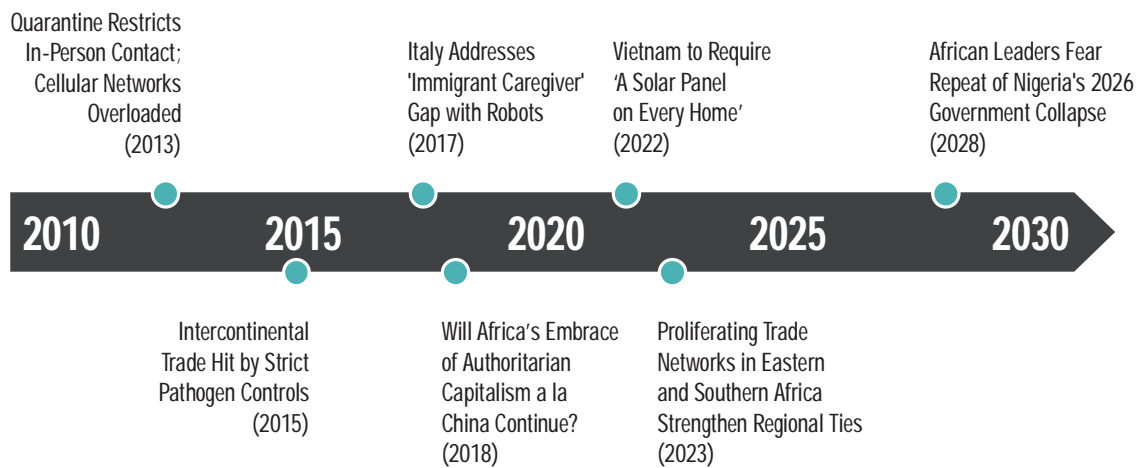 Quarantine Restricts
In-Person Contact;
Cellular Networks
Overloaded
(2013)
Italy Addresses
'Immigrant Caregiver'
Gap with Robots
(2017)
Vietnam to Require
‘A Solar Panel
on Every Home’
(2022)
African Leaders Fear
Repeat of Nigeria's 2026
Government Collapse
(2028)
2010 2015 2020 2025 2030
Intercontinental
Trade Hit by Strict
Pathogen Controls
(2015)
Will Africa’s Embrace
of Authoritarian
Capitalism a la
China Continue?
(2018)
Proliferating Trade
Networks in Eastern
and Southern Africa
Strengthen Regional Ties
(2023)